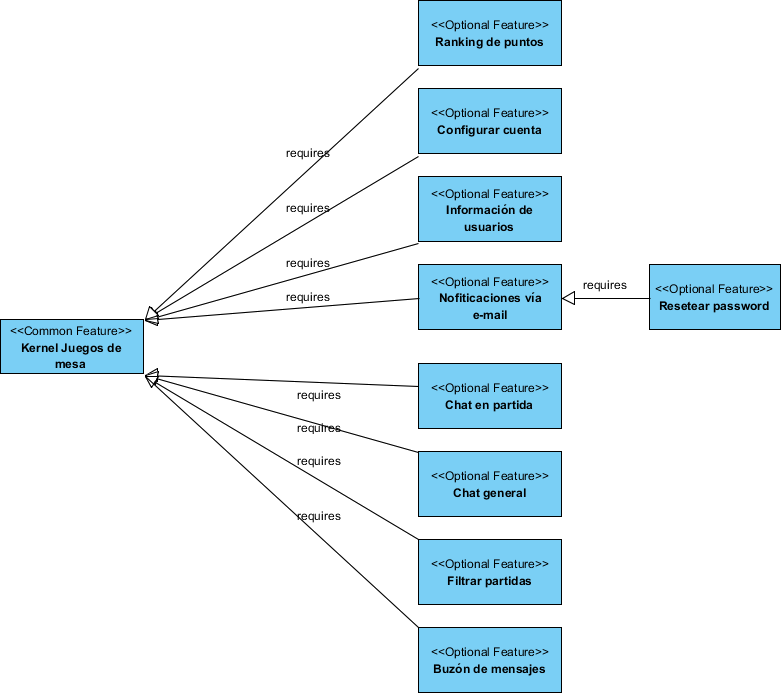 <<Optional Feature>>
Ranking de puntos
<<Optional Feature>>
Configurar cuenta
<<Optional Feature>>
Información de
usuarios
<<Optional Feature>>
Nofiticaciones vía
e-mail
<<Optional Feature>>
Resetear password
<<Common Feature>>
Kernel Juegos de
mesa
<<Optional Feature>>
Chat en partida
<<Optional Feature>>
Chat general
<<Optional Feature>>
Filtrar partidas
<<Optional Feature>>
Buzón de mensajes
requires
requires
requires
requires
requires
requires
requires
requires
requires